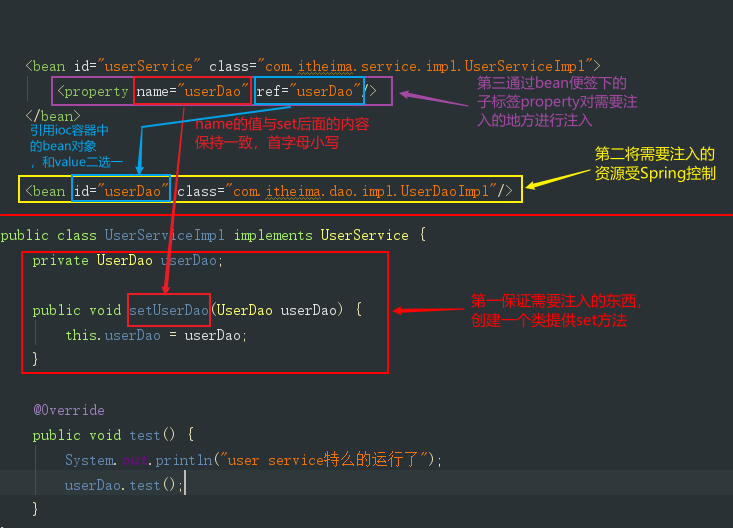 <bean id="userService" class="com.itheima.service.impl.UserServiceImpl">
<property name="userDao" ref="userDao"/>
</bean>
第三通过bean便签下的
子标签property对需要注
入的地方进行注入
name的值与set后面的内容
保持一致，首字母小写
引用ioc容器中
的bean对象
，和value二选一
第二将需要注入的
资源受Spring控制
<bean id="userDao" class="com.itheima.dao.impl.UserDaoImpl"/>
public class UserServiceImpl implements UserService {
private UserDao userDao;
public void setUserDao(UserDao userDao) {
this.userDao = userDao;
}
第一保证需要注入的东西，
创建一个类提供set方法
@Override
public void test() {
System.out.println("user service特么的运行了");
userDao.test();
}